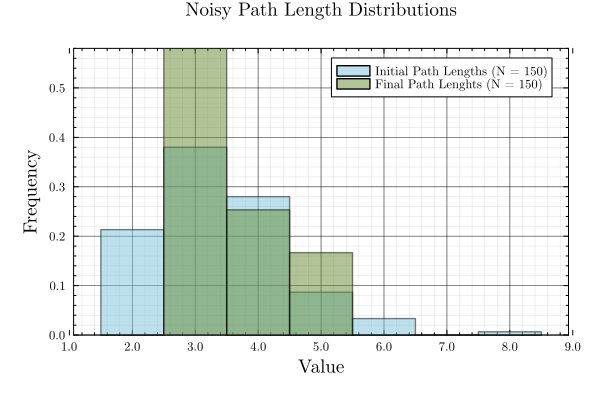 Noisy Path Length Distributions
Initial Path Lengths (N = 150)
Final Path Lenghts (N = 150)
Frequency
0.5
0.4
0.3
0.2
0.1
0.0
1.0 2.0 3.0 4.0 5.0 6.0 7.0 8.0 9.0
Value